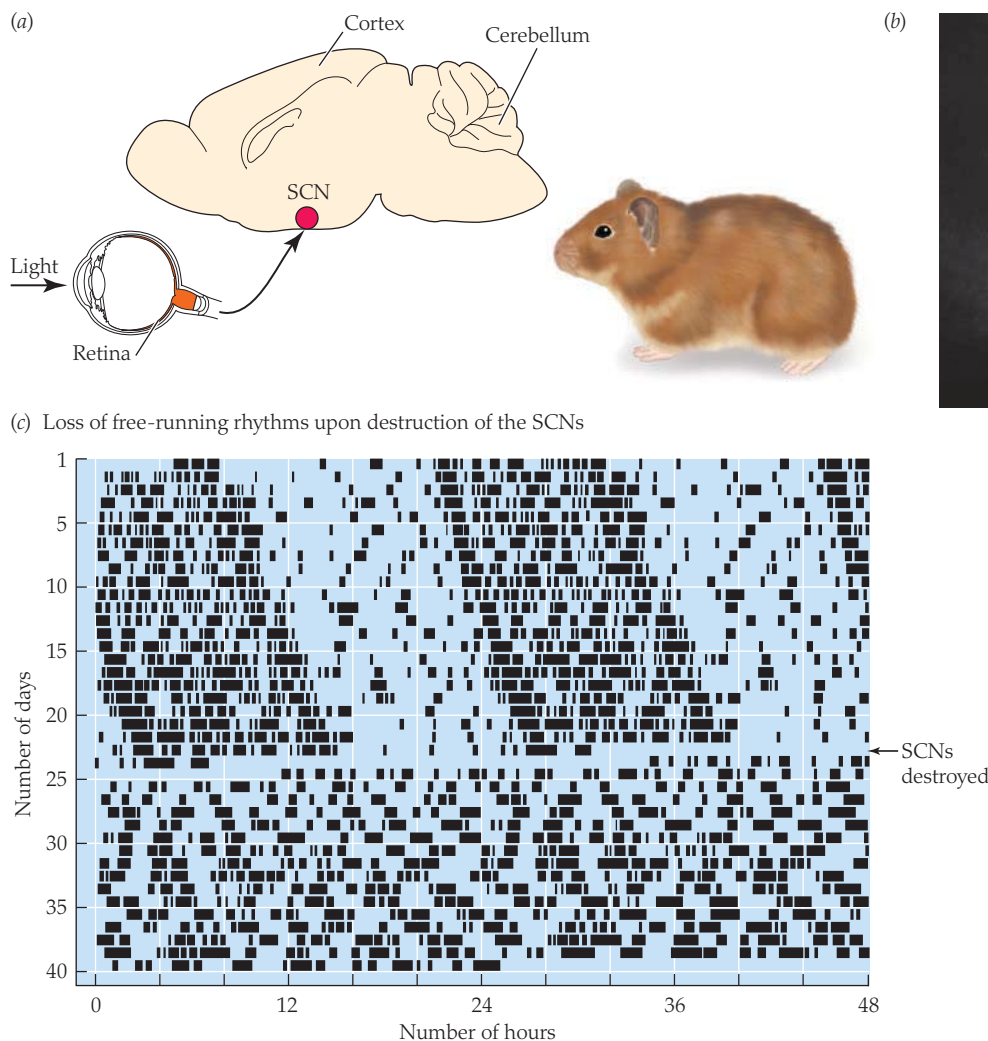 (a)
Cortex
Cerebellum
SCN
Light
Retina
(b)
(c) Loss of free-running rhythms upon destruction of the SCNs
1
5
10
15
20
25
30
35
40
Number of days
SCNs
destroyed
0 12 24 36 48
Number of hours